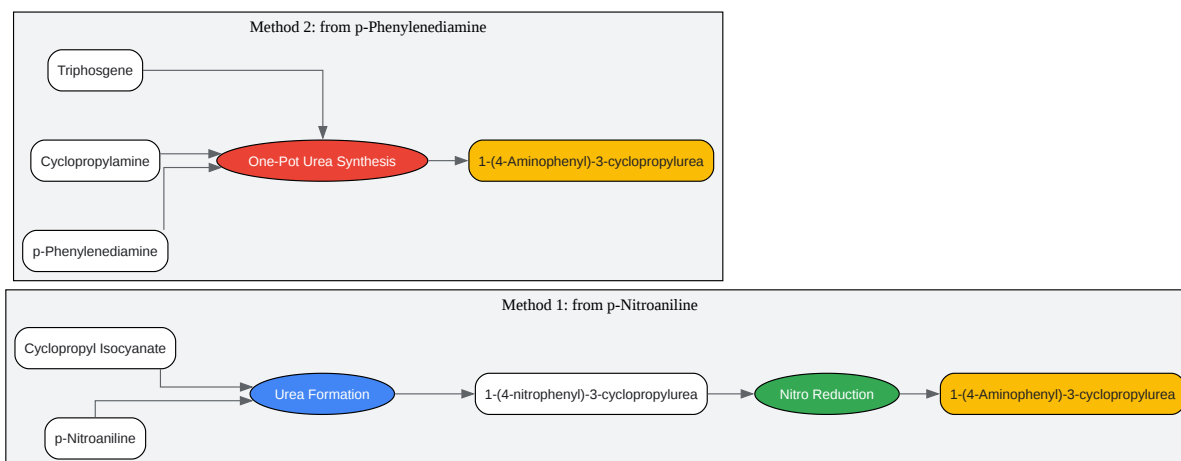 Method 2: from p-Phenylenediamine
Triphosgene
Cyclopropylamine
One-Pot Urea Synthesis
1-(4-Aminophenyl)-3-cyclopropylurea
p-Phenylenediamine
Method 1: from p-Nitroaniline
Cyclopropyl Isocyanate
Urea Formation
1-(4-nitrophenyl)-3-cyclopropylurea
Nitro Reduction
1-(4-Aminophenyl)-3-cyclopropylurea
p-Nitroaniline